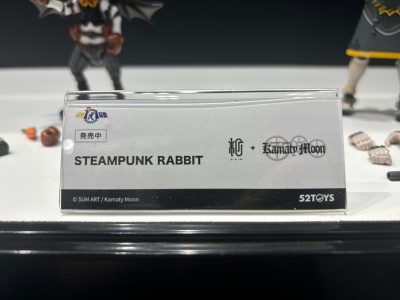 発売中
STEAMPUNK RABBIT
+
Kamaty Moon
© SUM ART / Kamaty Moon
52TOYS